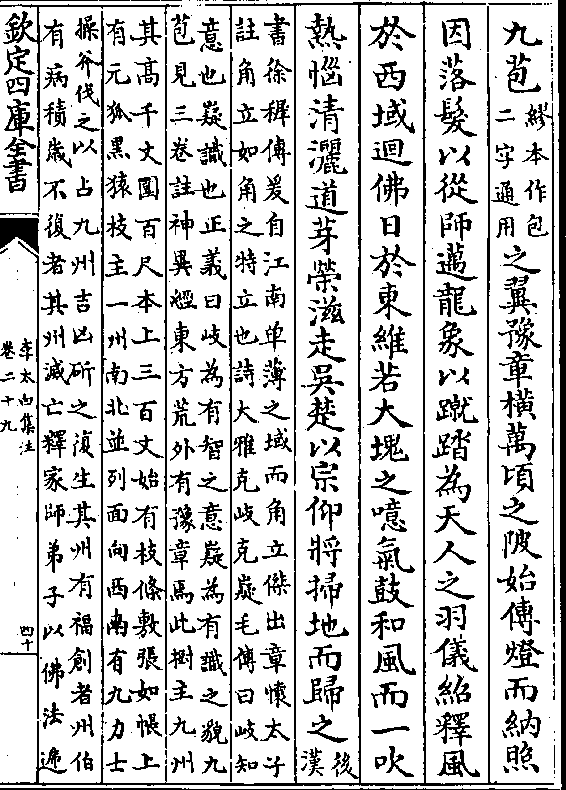 九苞
繆本作包
二字通用
之翼豫章橫萬頃之陂始傳燈而納照
因落髮以從師邁龍象以蹴踏為天人之羽儀紹釋風
於西域迴佛日於東維若大塊之噫氣鼓和風而一吹
熱惱清灑道芽榮滋走吳楚以宗仰將掃地而歸之
後
漢
書徐穉傳爰自江南卑薄之域而角立傑出章懷太子
註角立如角之特立也詩大雅克岐克嶷毛傳曰岐知
意也嶷識也正義曰岐為有智之意嶷為有識之貌九
苞見三卷註神異經東方荒外有豫章焉此樹主九州
其高千丈圍百尺本上三百丈始有枝條敷張如帳上
有元狐黑猿枝主一州南北並列面向西南有九力士
操斧伐之以占九州吉凶斫之復生其州有福創者州伯
有病積歲不復者其州滅亡釋家師弟子以佛法遞
欽定四庫全書
李太白集注
卷二十九
四十